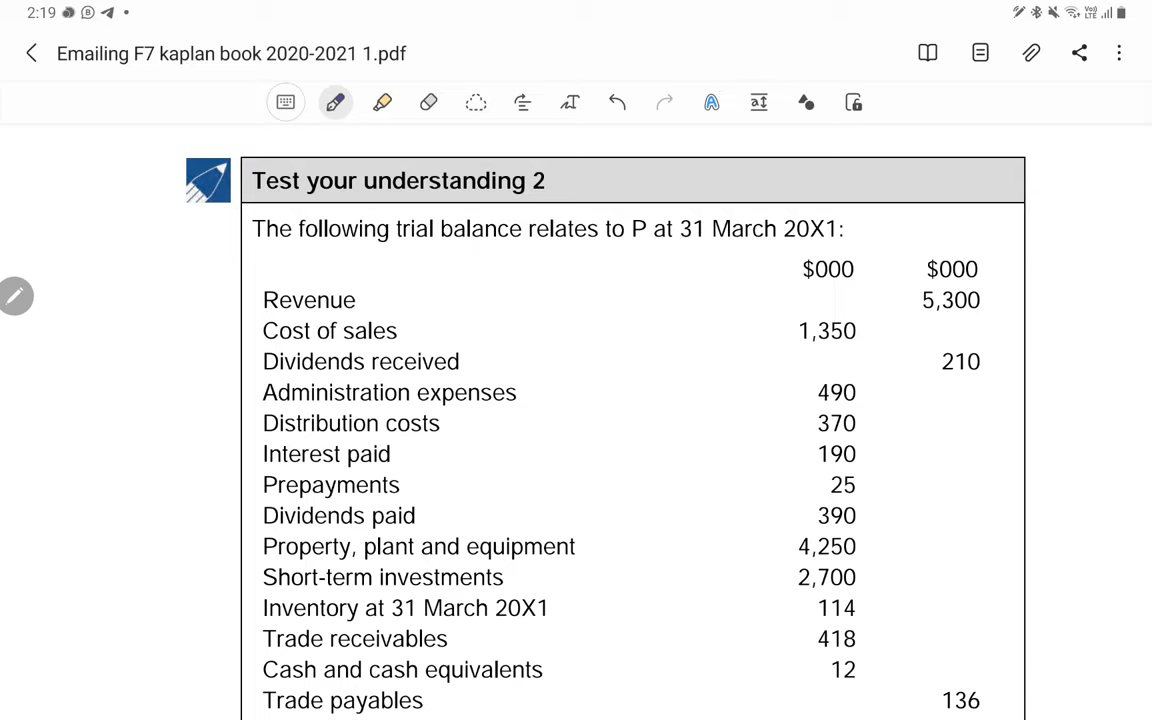 2:19
Vo))
LTE
Emailing F7 kaplan book 2020-2021 1.pdf
Test your understanding 2
The following trial balance relates to P at 31 March 20X1:
$000 $000
Revenue 5,300
Cost of sales 1,350
Dividends received 210
Administration expenses 490
Distribution costs 370
Interest paid 190
Prepayments 25
Dividends paid 390
Property, plant and equipment 4,250
Short-term investments 2,700
Inventory at 31 March 20X1 114
Trade receivables 418
Cash and cash equivalents 12
Trade payables 136